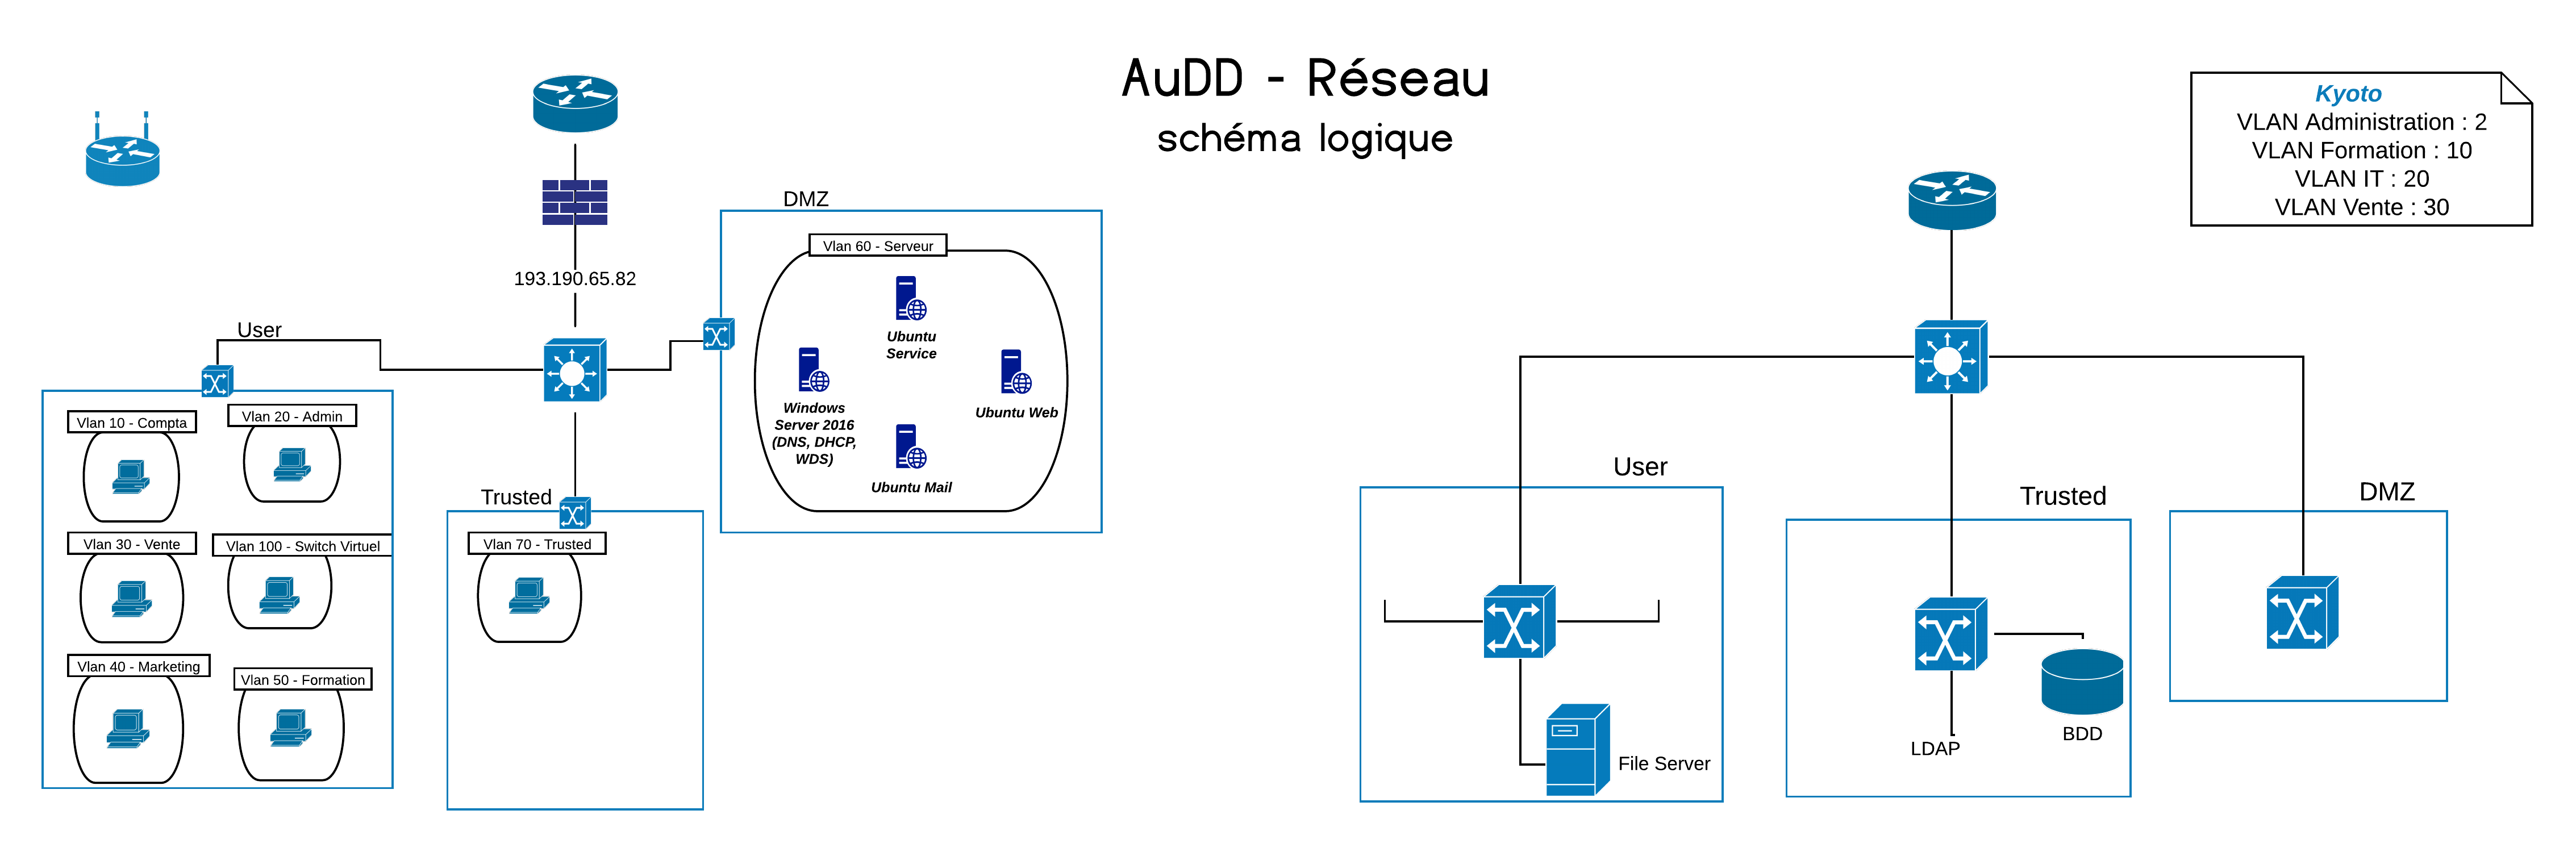 AuDD - Réseau
schéma logique
Kyoto
VLAN Administration : 2
VLAN Formation : 10
VLAN IT : 20
VLAN Vente : 30
193.190.65.82
User
Vlan 10 - Compta
Vlan 20 - Admin
Vlan 30 - Vente
Vlan 100 - Switch Virtuel
Vlan 40 - Marketing
Vlan 50 - Formation
Trusted
Vlan 70 - Trusted
DMZ
Vlan 60 - Serveur
Ubuntu
Service
Windows
Server 2016
(DNS, DHCP,
WDS)
Ubuntu Web
Ubuntu Mail
User
File Server
Trusted
LDAP
BDD
DMZ